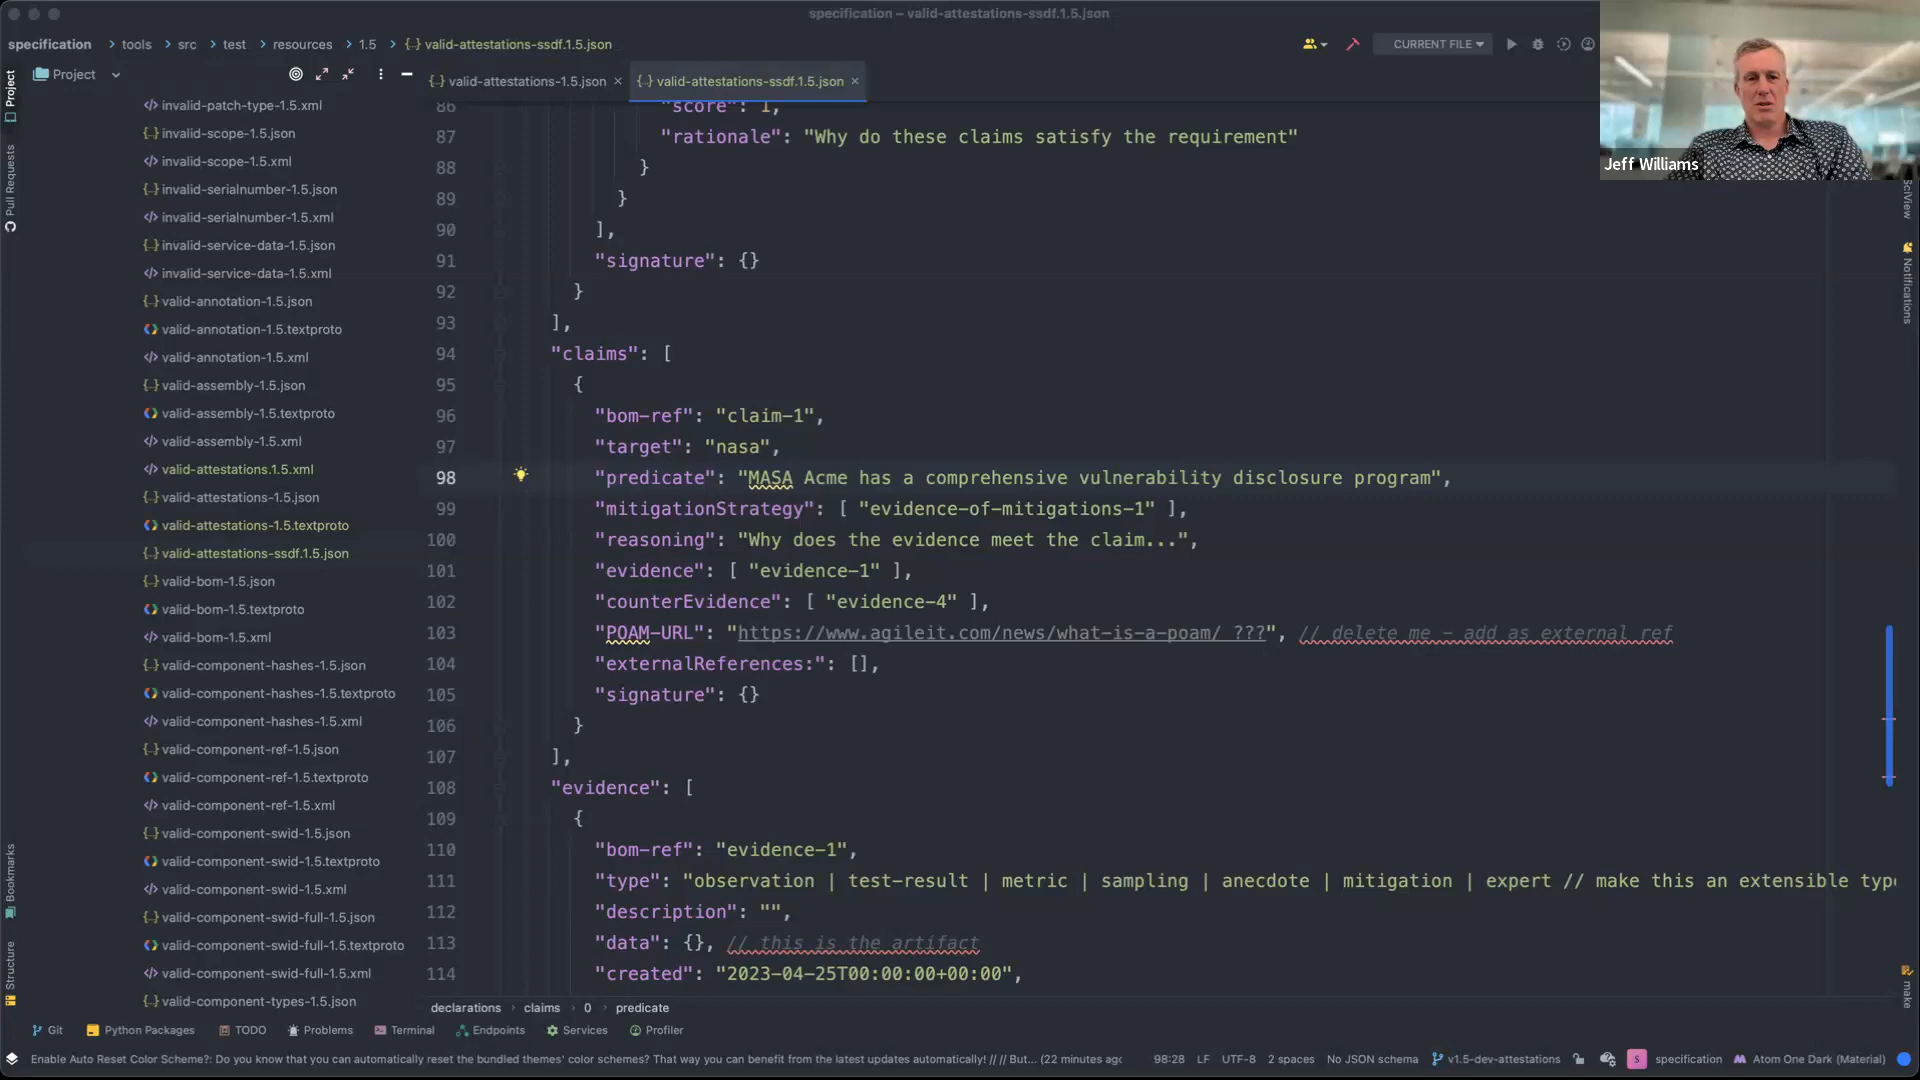 specification – valid-attestations-ssdf.1.5.json
specification > tools > src > test > resources > 1.5 > {} valid-attestations-ssdf.1.5.json
CURRENT FILE
Project
valid-attestations-1.5.json
valid-attestations-ssdf.1.5.json
Project
Pull Requests
Bookmarks
Structure
invalid-patch-type-1.5.xml
invalid-scope-1.5.json
invalid-scope-1.5.xml
invalid-serialnumber-1.5.json
invalid-serialnumber-1.5.xml
invalid-service-data-1.5.json
invalid-service-data-1.5.xml
valid-annotation-1.5.json
valid-annotation-1.5.textproto
valid-annotation-1.5.xml
valid-assembly-1.5.json
valid-assembly-1.5.textproto
valid-assembly-1.5.xml
valid-attestations.1.5.xml
valid-attestations-1.5.json
valid-attestations-1.5.textproto
valid-attestations-ssdf.1.5.json
valid-bom-1.5.json
valid-bom-1.5.textproto
valid-bom-1.5.xml
valid-component-hashes-1.5.json
valid-component-hashes-1.5.textproto
valid-component-hashes-1.5.xml
valid-component-ref-1.5.json
valid-component-ref-1.5.textproto
valid-component-ref-1.5.xml
valid-component-swid-1.5.json
valid-component-swid-1.5.textproto
valid-component-swid-1.5.xml
valid-component-swid-full-1.5.json
valid-component-swid-full-1.5.textproto
valid-component-swid-full-1.5.xml
valid-component-types-1.5.json
86 "score": 1,
87 "rationale": "Why do these claims satisfy the requirement"
88 }
89 }
90 ],
91 "signature": {}
92 }
93 ],
94 "claims": [
95 {
96 "bom-ref": "claim-1",
97 "target": "nasa",
98 "predicate": "MASA Acme has a comprehensive vulnerability disclosure program",
99 "mitigationStrategy": [ "evidence-of-mitigations-1" ],
100 "reasoning": "Why does the evidence meet the claim...",
101 "evidence": [ "evidence-1" ],
102 "counterEvidence": [ "evidence-4" ],
103 "POAM-URL": "https://www.agileit.com/news/what-is-a-poam/ ???", // delete me - add as external ref
104 "externalReferences:": [],
105 "signature": {}
106 }
107 ],
108 "evidence": [
109 {
110 "bom-ref": "evidence-1",
111 "type": "observation | test-result | metric | sampling | anecdote | mitigation | expert // make this an extensible typ
112 "description": "",
113 "data": {}, // this is the artifact
114 "created": "2023-04-25T00:00:00+00:00",
Jeff Williams
SciView
Notifications
make
declarations > claims > 0 > predicate
Git Python Packages TODO Problems Terminal Endpoints Services Profiler
Enable Auto Reset Color Scheme?: Do you know that you can automatically reset the bundled themes' color schemes? That way you can benefit from the latest updates automatically! // // But... (22 minutes ago 98:28 LF UTF-8 2 spaces No JSON schema v1.5-dev-attestations S specification Atom One Dark (Material)